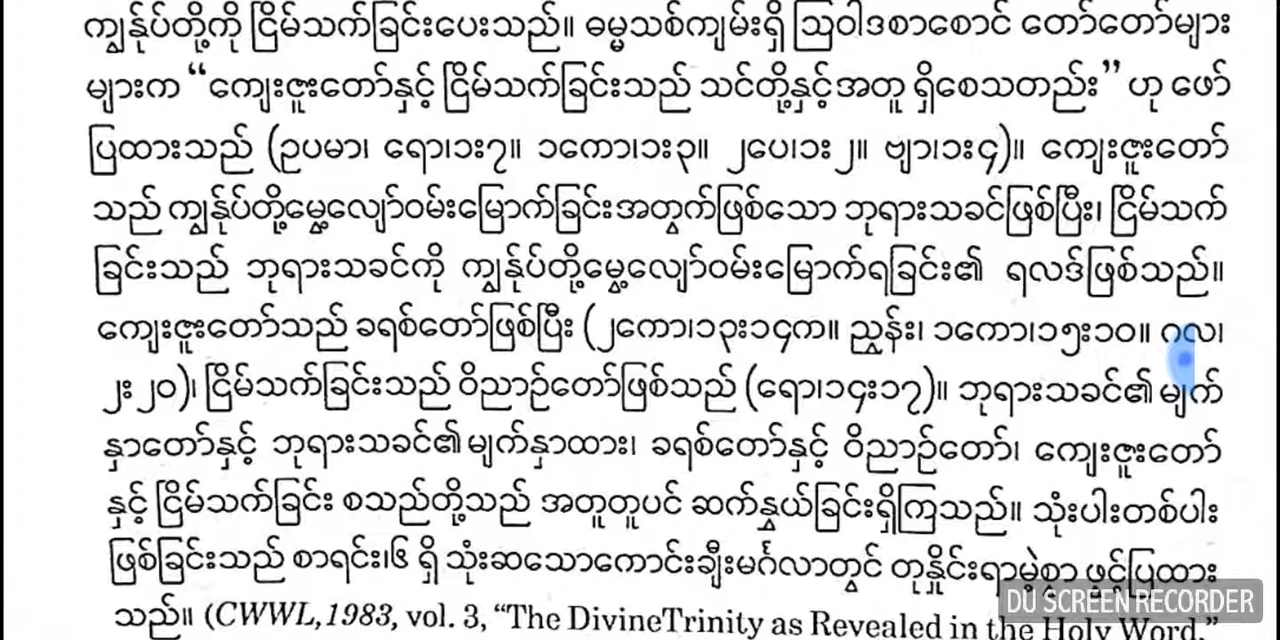 ကျွန်ုပ်တို့ကို ငြိမ်သက်ခြင်းပေးသည်။ ဓမ္မသစ်ကျမ်းရှိ ဩဝါဒစာစောင် တော်တော်များ
များက “ကျေးဇူးတော်နှင့် ငြိမ်သက်ခြင်းသည် သင်တို့နှင့်အတူ ရှိစေသတည်း” ဟု ဖော်
ပြထားသည် (ဥပမာ၊ ရော၊၁း၇။ ၁ကော၊၁း၃။ ၂ပေ၊၁း၂။ ဗျာ၊၁း၄)။ ကျေးဇူးတော်
သည် ကျွန်ုပ်တို့မွေ့လျော်ဝမ်းမြောက်ခြင်းအတွက်ဖြစ်သော ဘုရားသခင်ဖြစ်ပြီး၊ ငြိမ်သက်
ခြင်းသည် ဘုရားသခင်ကို ကျွန်ုပ်တို့မွေ့လျော်ဝမ်းမြောက်ရခြင်း၏ ရလဒ်ဖြစ်သည်။
ကျေးဇူးတော်သည် ခရစ်တော်ဖြစ်ပြီး (၂ကော၊၁၃း၁၄က။ ညွှန်း၊ ၁ကော၊၁၅း၁၀။ ဂလ၊
၂း၂၀)၊ ငြိမ်သက်ခြင်းသည် ဝိညာဉ်တော်ဖြစ်သည် (ရော၊၁၄း၁၇)။ ဘုရားသခင်၏ မျက်
နှာတော်နှင့် ဘုရားသခင်၏ မျက်နှာထား၊ ခရစ်တော်နှင့် ဝိညာဉ်တော်၊ ကျေးဇူးတော်
နှင့် ငြိမ်သက်ခြင်း စသည်တို့သည် အတူတူပင် ဆက်နွှယ်ခြင်းရှိကြသည်။ သုံးပါးတစ်ပါး
ဖြစ်ခြင်းသည် စာရင်း၊၆ ရှိ သုံးဆသောကောင်းချီးမင်္ဂလာတွင် တုနှိုင်းရာမဲ့စွာ ဖွင့်ပြထား
သည်။ (CWWL,1983, vol. 3, “The DivineTrinity as Revealed in the Holy Word,”
DU SCREEN RECORDER